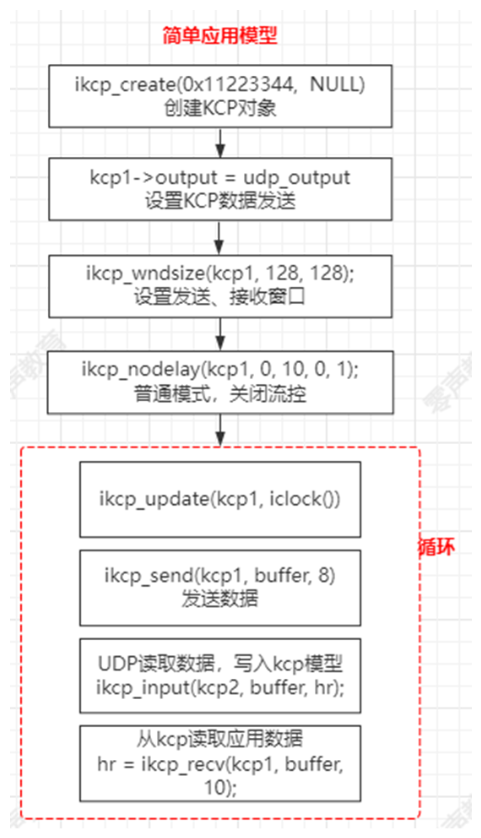 简单应用模型
ikcp_create(0x11223344, NULL)
创建KCP对象
kcp1->output = udp_output
设置KCP数据发送
ikcp_wndsize(kcp1, 128, 128);
设置发送、接收窗口
ikcp_nodelay(kcp1, 0, 10, 0, 1);
普通模式，关闭流控
ikcp_update(kcp1, iclock())
循环
ikcp_send(kcp1, buffer, 8)
发送数据
UDP读取数据，写入kcp模型
ikcp_input(kcp2, buffer, hr);
从kcp读取应用数据
hr = ikcp_recv(kcp1, buffer,
10);